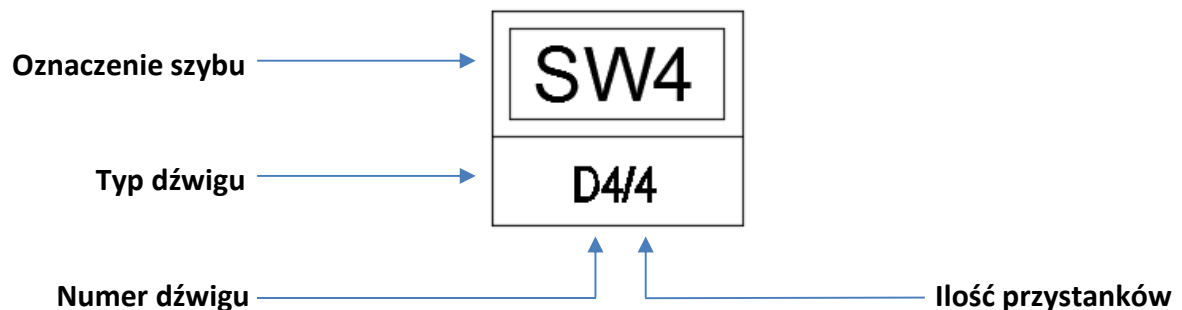 Oznaczenie szybu
SW4
Typ dźwigu
D4/4
Numer dźwigu
Ilość przystanków